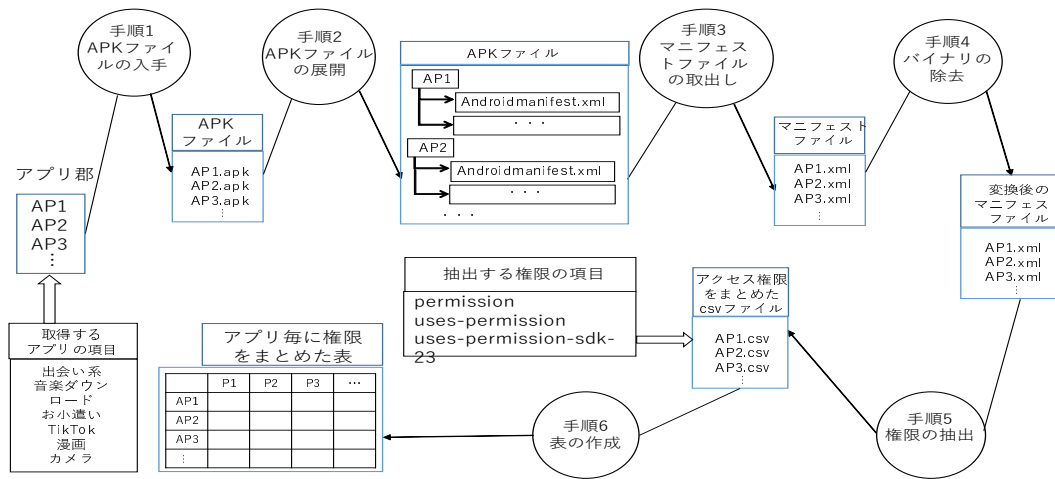 手順1
APKファイ
ルの入手
手順2
APKファイル
の展開
手順3
マニフェス
トファイル
の取出し
手順4
バイナリの
除去
アプリ郡
AP1
AP2
AP3
⋮
APK
ファイル
AP1.apk
AP2.apk
AP3.apk
⋮
APKファイル
AP1
Androidmanifest.xml
・・・
AP2
Androidmanifest.xml
・・・
・・・
マニフェスト
ファイル
AP1.xml
AP2.xml
AP3.xml
⋮
変換後の
マニフェス
ファイル
AP1.xml
AP2.xml
AP3.xml
⋮
取得する
アプリの項目
出会い系
音楽ダウン
ロード
お小遣い
TikTok
漫画
カメラ
抽出する権限の項目
permission
uses-permission
uses-permission-sdk-
23
アクセス権限
をまとめた
csvファイル
AP1.csv
AP2.csv
AP3.csv
⋮
手順5
権限の抽出
手順6
表の作成
アプリ毎に権限
をまとめた表
P1 P2 P3 …
AP1
AP2
AP3
⋮